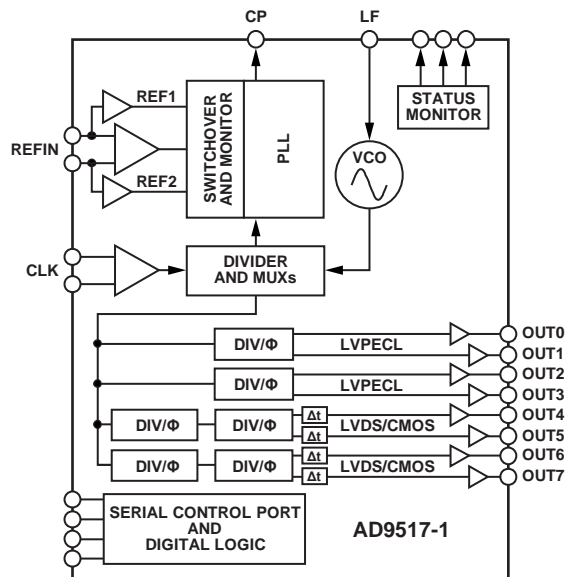 CP LF
REF1
REFIN
REF2
SWITCHOVER
AND MONITOR
PLL
STATUS
MONITOR
VCO
CLK
DIVIDER
AND MUXs
DIV/Φ LVPECL OUT0
OUT1
DIV/Φ LVPECL OUT2
OUT3
DIV/Φ DIV/Φ Δt LVDS/CMOS OUT4
Δt OUT5
DIV/Φ DIV/Φ Δt LVDS/CMOS OUT6
Δt OUT7
SERIAL CONTROL PORT
AND
DIGITAL LOGIC
AD9517-1